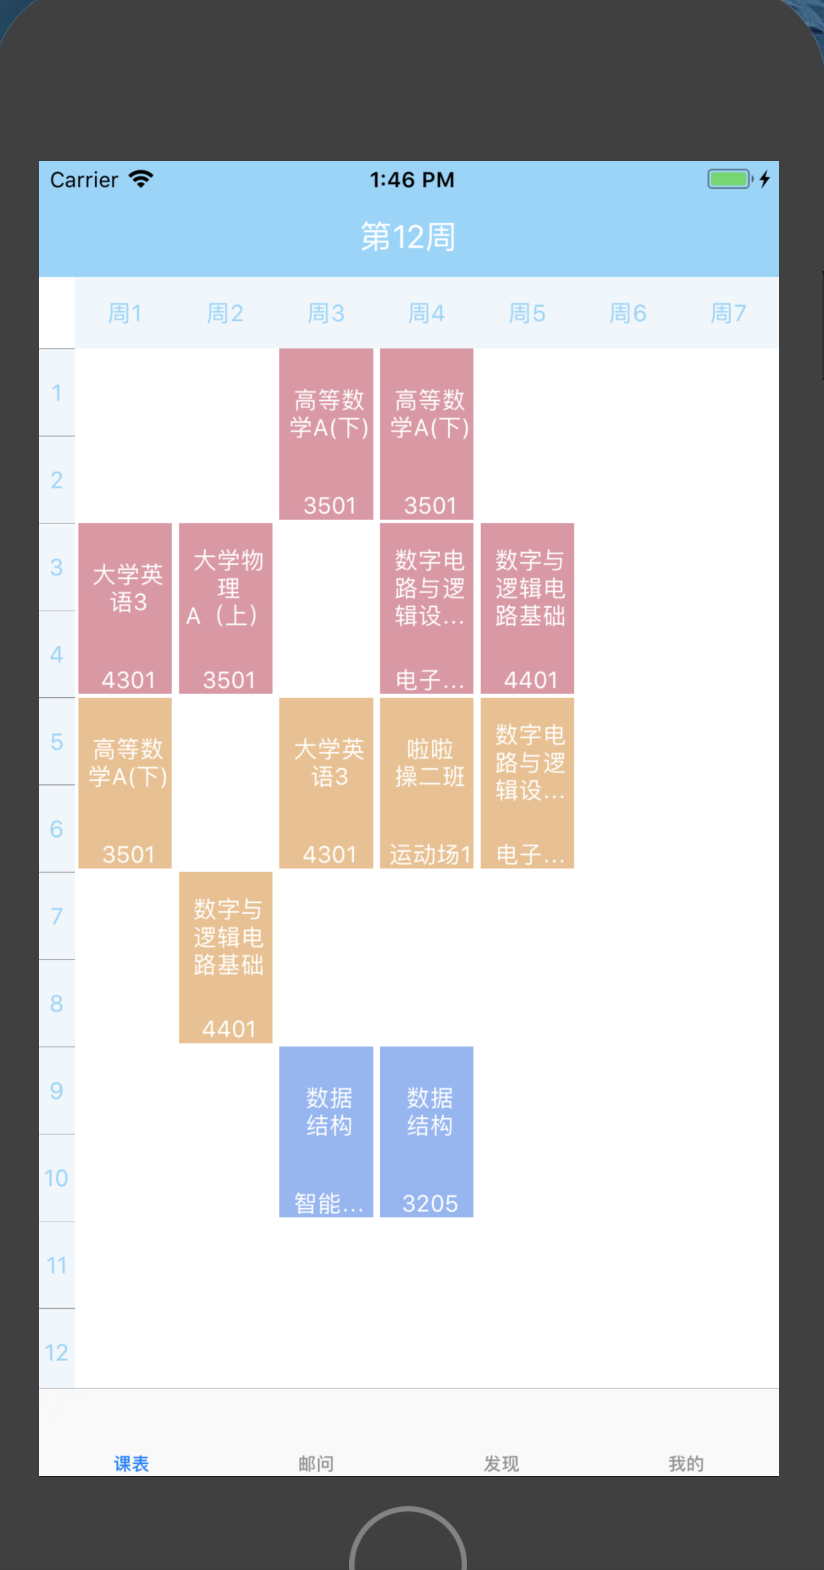 Carrier
1:46 PM
第12周
周1 周2 周3 周4 周5 周6 周7
1
高等数
学A(下)
3501
高等数
学A(下)
3501
2
3
大学英
语3
4301
大学物
理
A（上）
3501
数字电
路与逻
辑设...
电子...
数字与
逻辑电
路基础
4401
4
5
高等数
学A(下)
3501
大学英
语3
4301
啦啦
操二班
运动场1
数字电
路与逻
辑设...
电子...
6
7
数字与
逻辑电
路基础
4401
8
9
数据
结构
智能...
数据
结构
3205
10
11
12
课表 邮问 发现 我的